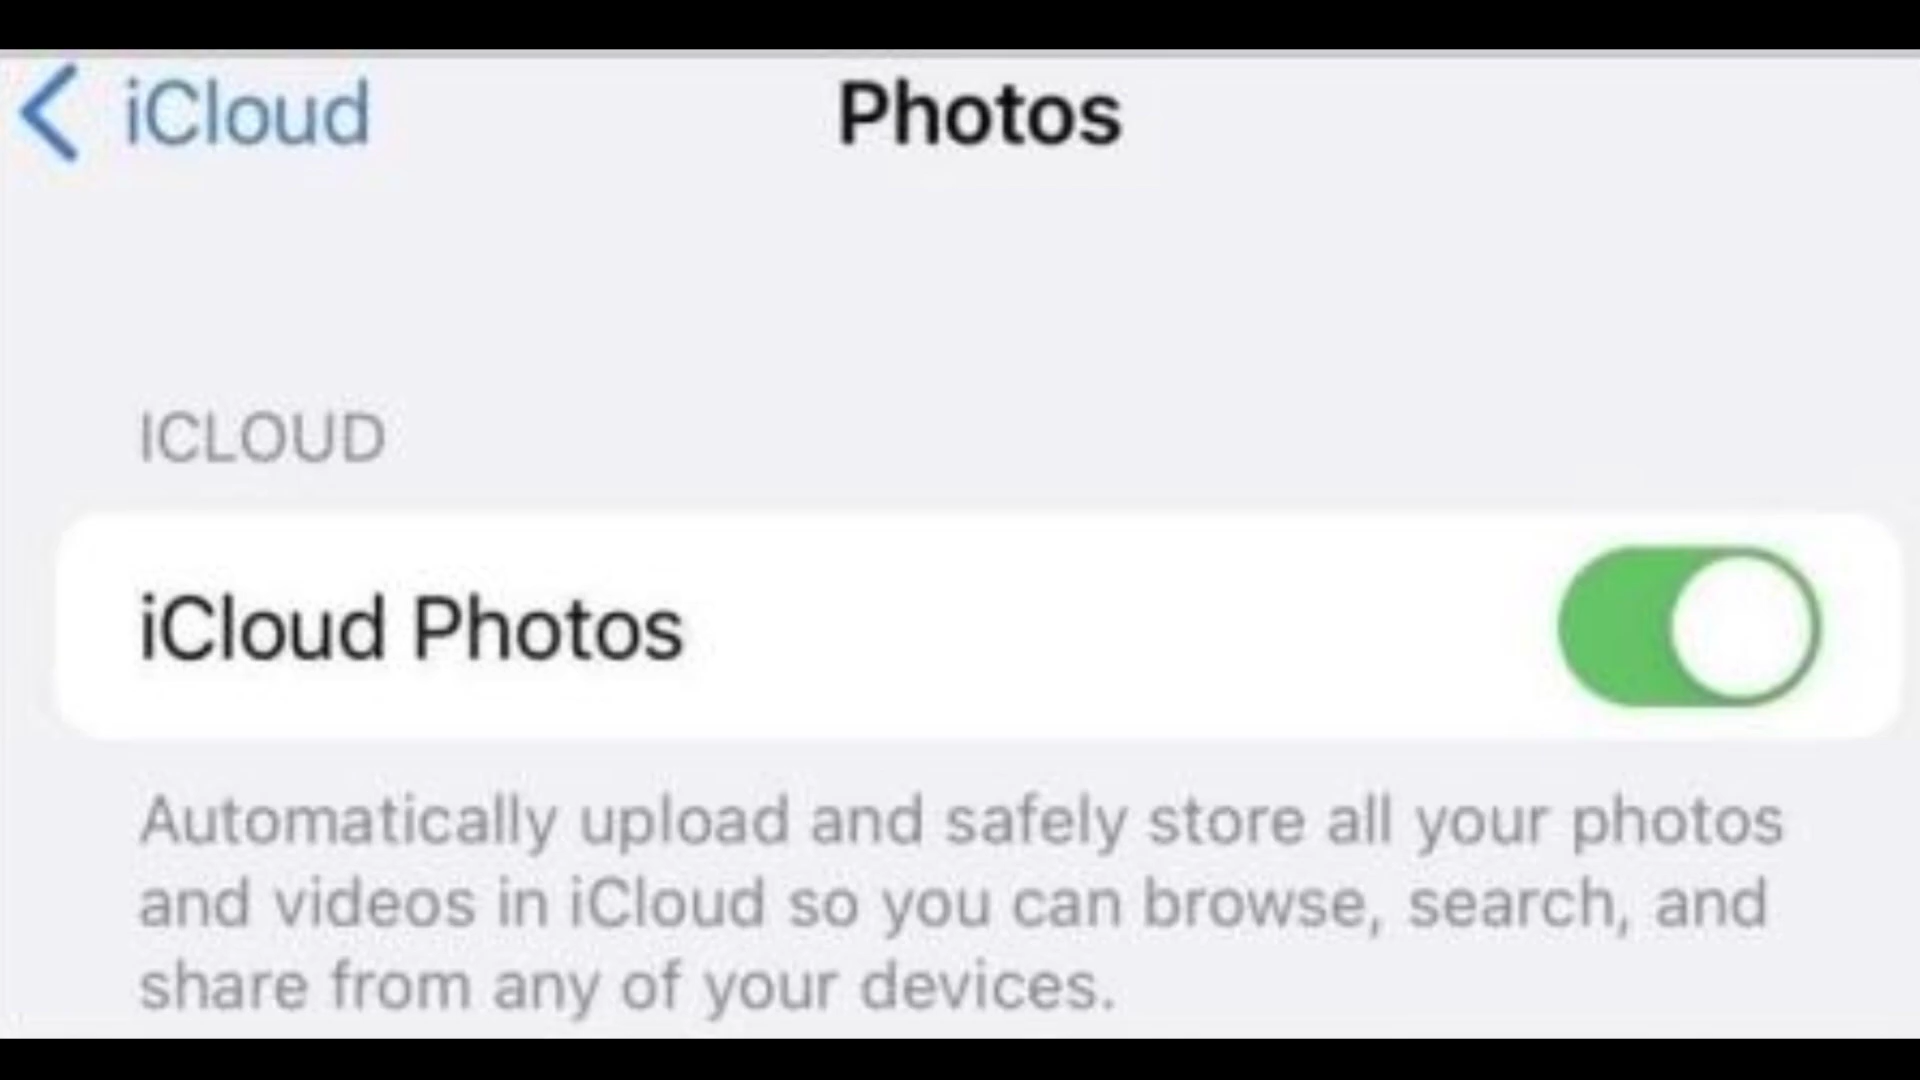 iCloud
Photos
ICLOUD
iCloud Photos
Automatically upload and safely store all your photos
and videos in iCloud so you can browse, search, and
share from any of your devices.